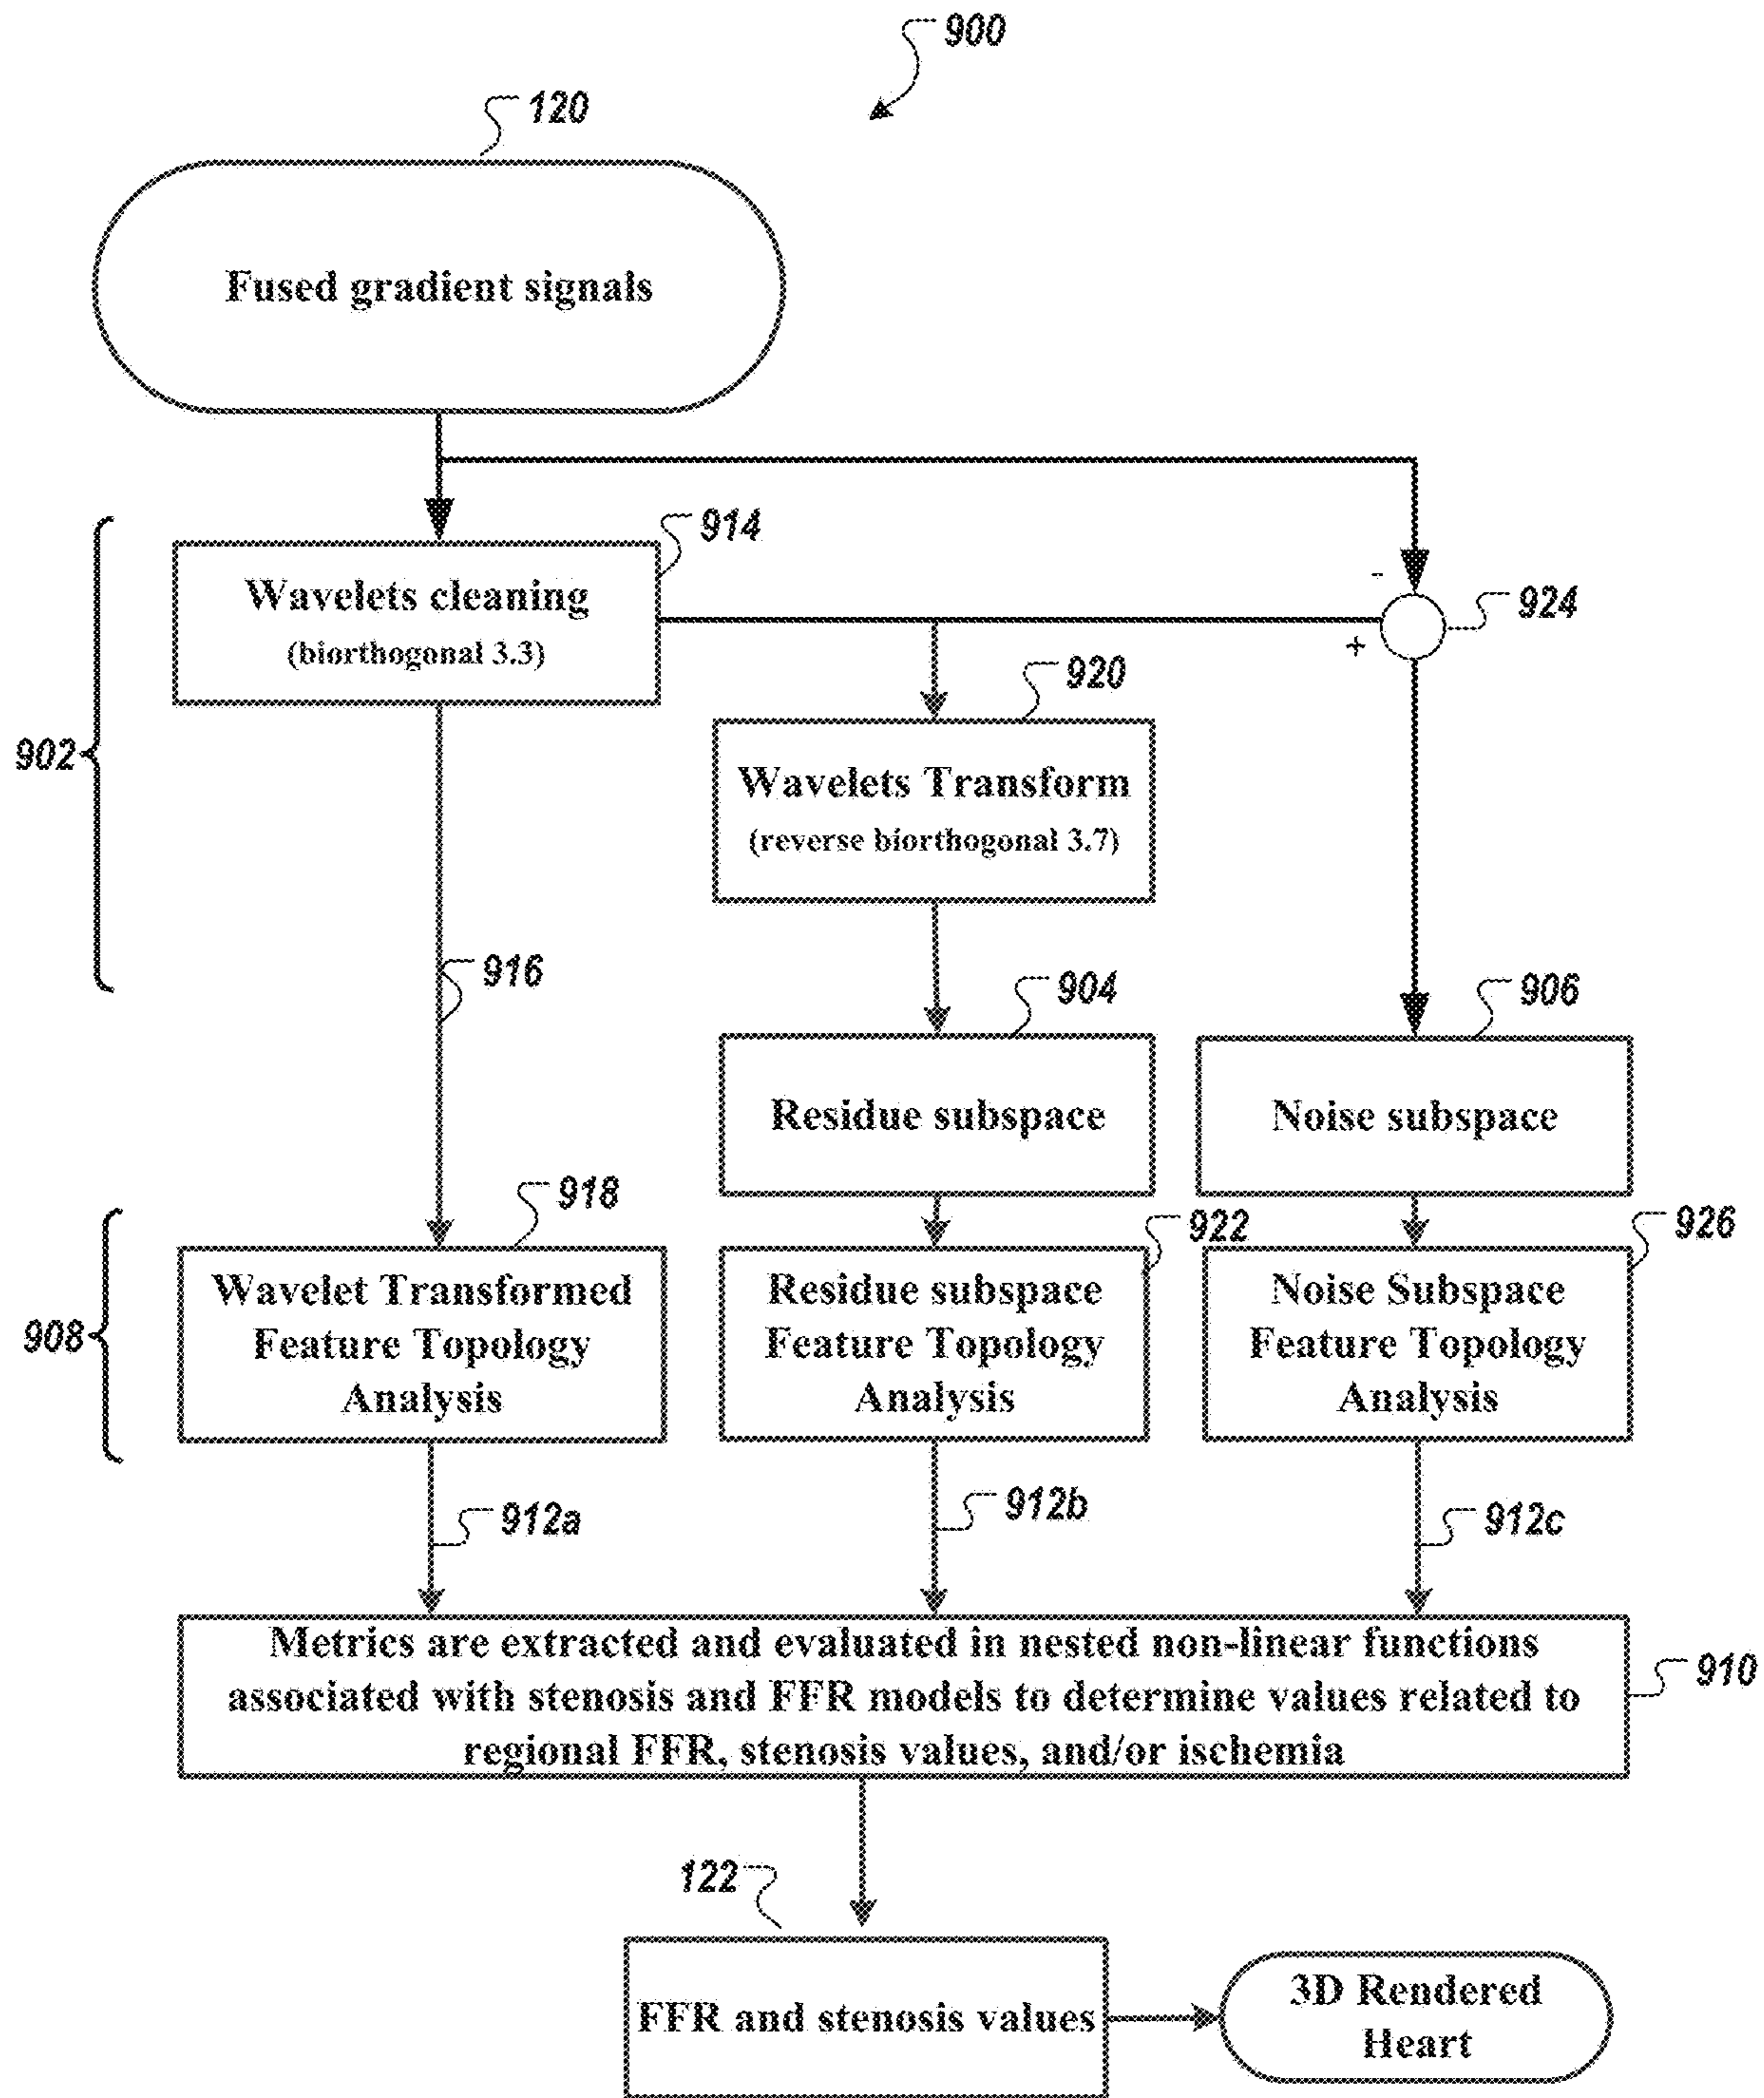 900
120
Fused gradient signals
914
Wavelets cleaning
(biorthogonal 3.3)
-
+
924
902
920
Wavelets Transform
(reverse biorthogonal 3.7)
916
904
906
Residue subspace
Noise subspace
918
922
926
908
Wavelet Transformed
Feature Topology
Analysis
Residue subspace
Feature Topology
Analysis
Noise Subspace
Feature Topology
Analysis
912a
912b
912c
Metrics are extracted and evaluated in nested non-linear functions
associated with stenosis and FFR models to determine values related to
regional FFR, stenosis values, and/or ischemia
910
122
FFR and stenosis values
3D Rendered
Heart